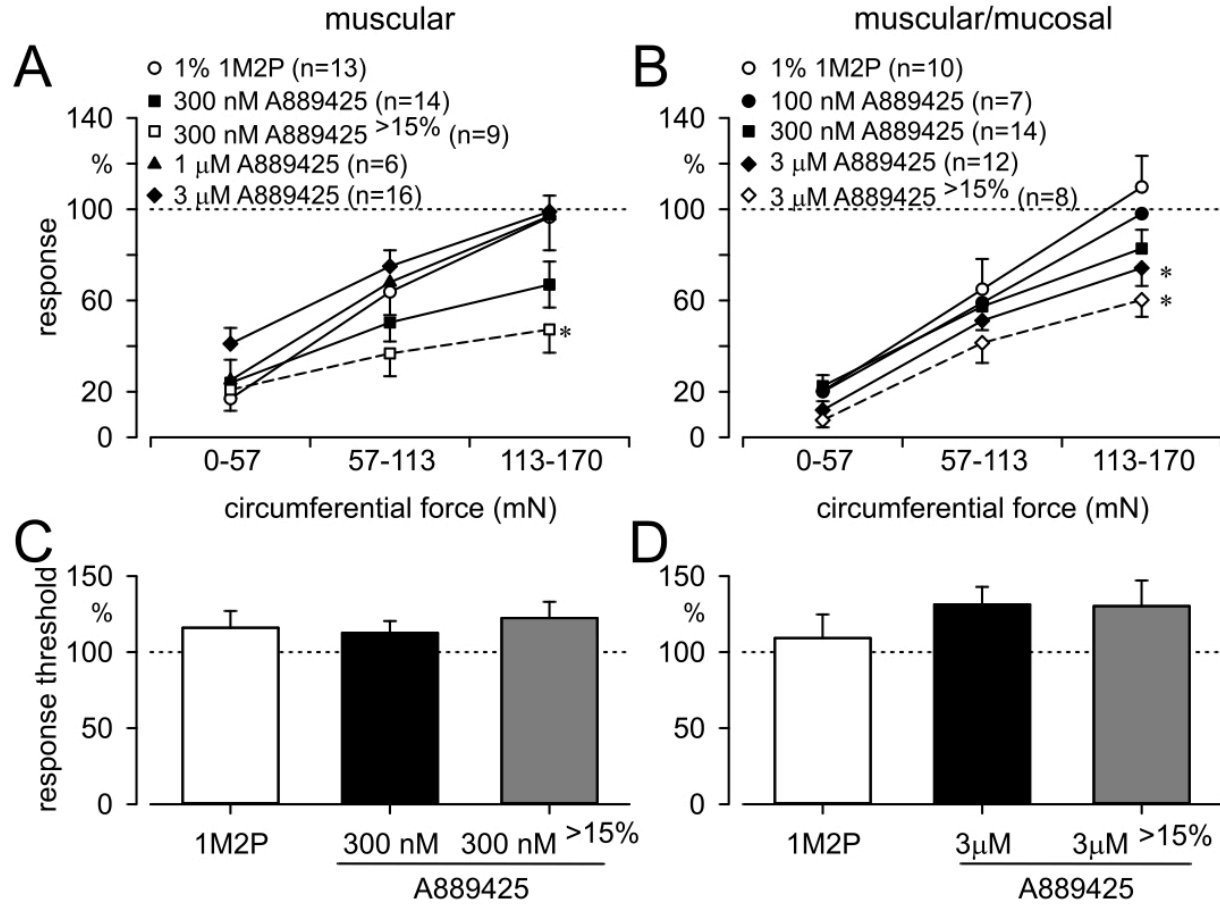 muscular
muscular/mucosal
A
1% 1M2P (n=13)
300 nM A889425 (n=14)
300 nM A889425 >15% (n=9)
1 μM A889425 (n=6)
3 μM A889425 (n=16)
140
%
100
60
20
0
response
*
0-57
57-113
113-170
circumferential force (mN)
B
1% 1M2P (n=10)
100 nM A889425 (n=7)
300 nM A889425 (n=14)
3 μM A889425 (n=12)
3 μM A889425 >15% (n=8)
140
%
100
60
20
0
*
*
0-57
57-113
113-170
circumferential force (mN)
C
150
%
100
50
0
response threshold
1M2P
300 nM
300 nM >15%
A889425
D
150
%
100
50
0
1M2P
3μM
3μM >15%
A889425